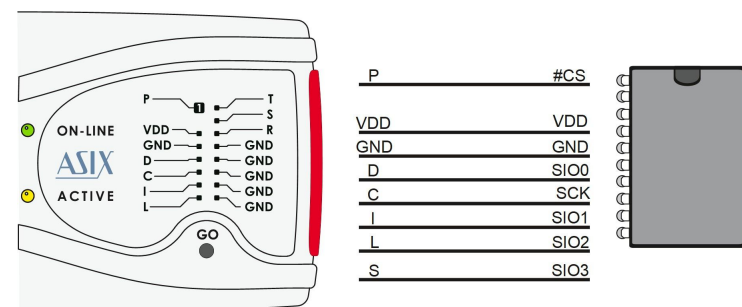 P 1 T
S
ON-LINE VDD R
GND GND
ASIX D GND
C GND
ACTIVE I GND
L GND
GO
P #CS
VDD VDD
GND GND
D SIO0
C SCK
I SIO1
L SIO2
S SIO3